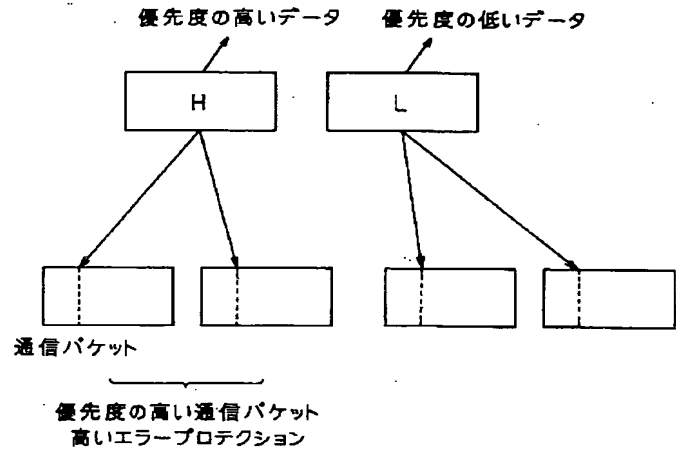 優先度の高いデータ
優先度の低いデータ
H
L
通信パケット
優先度の高い通信パケット
高いエラープロテクション